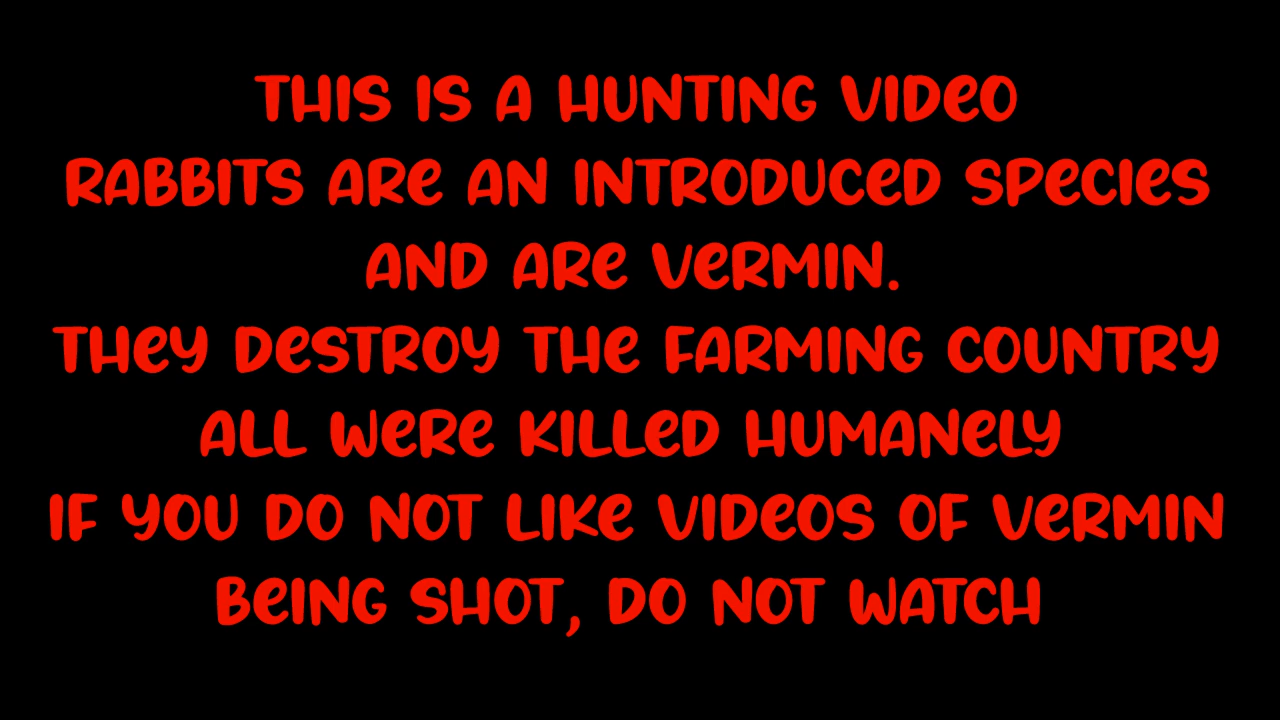 THIS IS A HUNTING VIDEO
RABBITS ARE AN INTRODUCED SPECIES
AND ARE VERMIN.
THEY DESTROY THE FARMING COUNTRY
ALL WERE KILLED HUMANELY
IF YOU DO NOT LIKE VIDEOS OF VERMIN
BEING SHOT, DO NOT WATCH